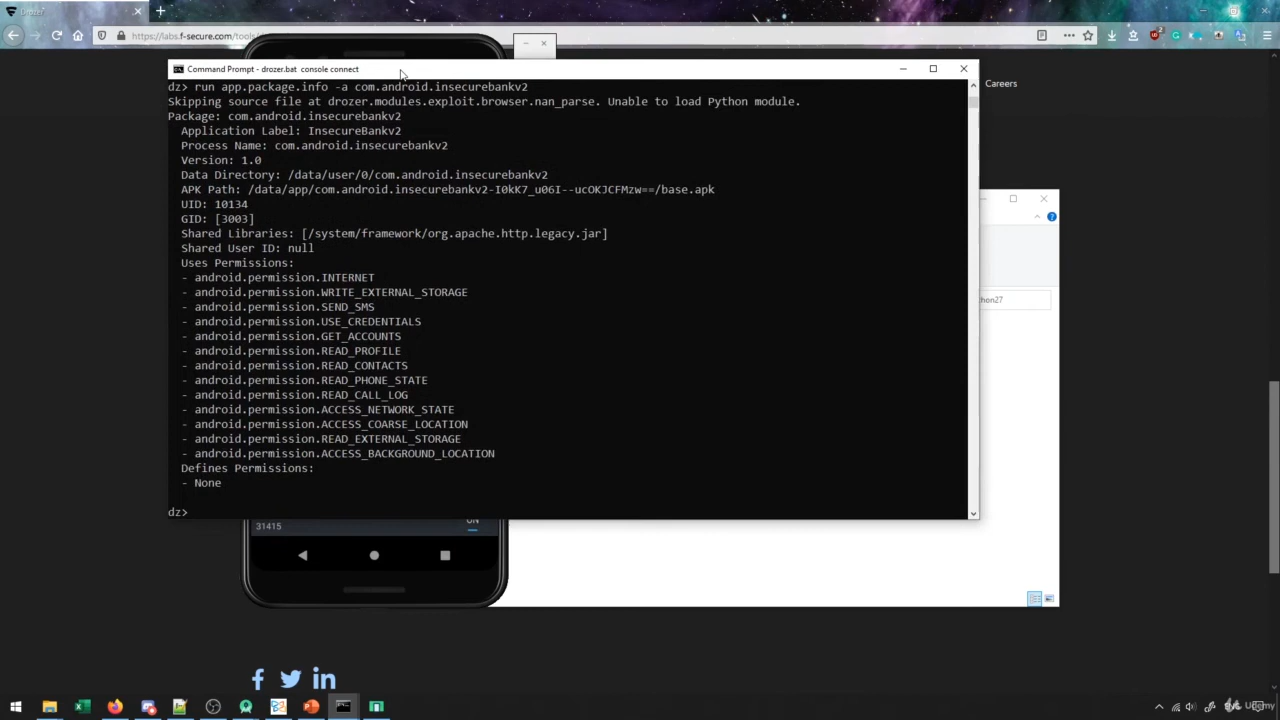 Drozer
https://labs.f-secure.com/tools/
Careers
Command Prompt - drozer.bat console connect
dz> run app.package.info -a com.android.insecurebankv2
Skipping source file at drozer.modules.exploit.browser.nan_parse. Unable to load Python module.
Package: com.android.insecurebankv2
Application Label: InsecureBankv2
Process Name: com.android.insecurebankv2
Version: 1.0
Data Directory: /data/user/0/com.android.insecurebankv2
APK Path: /data/app/com.android.insecurebankv2-I0kK7_u06I--ucOKJCFMzw==/base.apk
UID: 10134
GID: [3003]
Shared Libraries: [/system/framework/org.apache.http.legacy.jar]
Shared User ID: null
Uses Permissions:
- android.permission.INTERNET
- android.permission.WRITE_EXTERNAL_STORAGE
- android.permission.SEND_SMS
- android.permission.USE_CREDENTIALS
- android.permission.GET_ACCOUNTS
- android.permission.READ_PROFILE
- android.permission.READ_CONTACTS
- android.permission.READ_PHONE_STATE
- android.permission.READ_CALL_LOG
- android.permission.ACCESS_NETWORK_STATE
- android.permission.ACCESS_COARSE_LOCATION
- android.permission.READ_EXTERNAL_STORAGE
- android.permission.ACCESS_BACKGROUND_LOCATION
Defines Permissions:
- None
dz>
hon27
31415
ON
Udemy